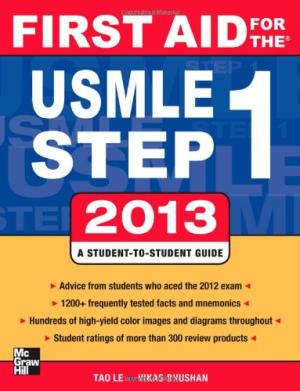 FIRST AID FOR THE®
USMLE
STEP 1
2013
A STUDENT-TO-STUDENT GUIDE
Advice from students who aced the 2012 exam
1200+ frequently tested facts and mnemonics
Hundreds of high-yield color images and diagrams throughout
Student ratings of more than 300 review products
Mc
Graw
Hill
TAO LE VIKAS BHUSHAN